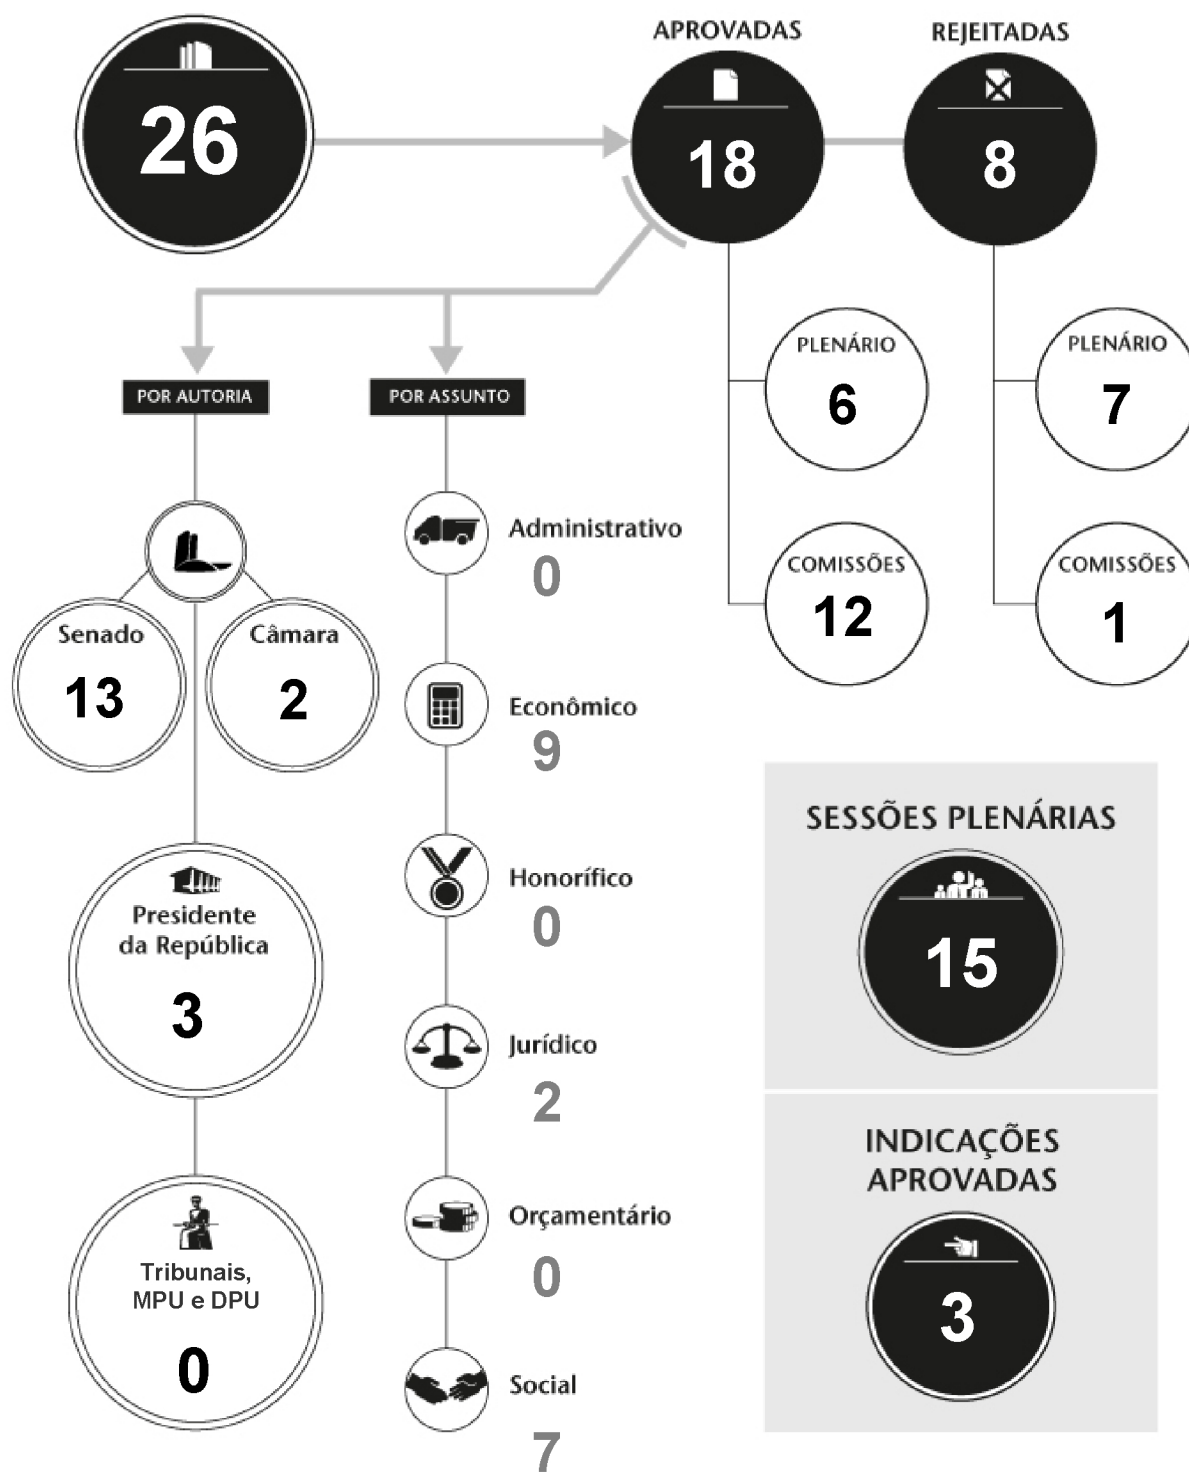 26
APROVADAS
18
REJEITADAS
8
PLENÁRIO
6
COMISSÕES
12
PLENÁRIO
7
COMISSÕES
1
POR AUTORIA
Senado
13
Câmara
2
Presidente
da República
3
Tribunais,
MPU e DPU
0
POR ASSUNTO
Administrativo
0
Econômico
9
Honorífico
0
Jurídico
2
Orçamentário
0
Social
7
SESSÕES PLENÁRIAS
15
INDICAÇÕES
APROVADAS
3